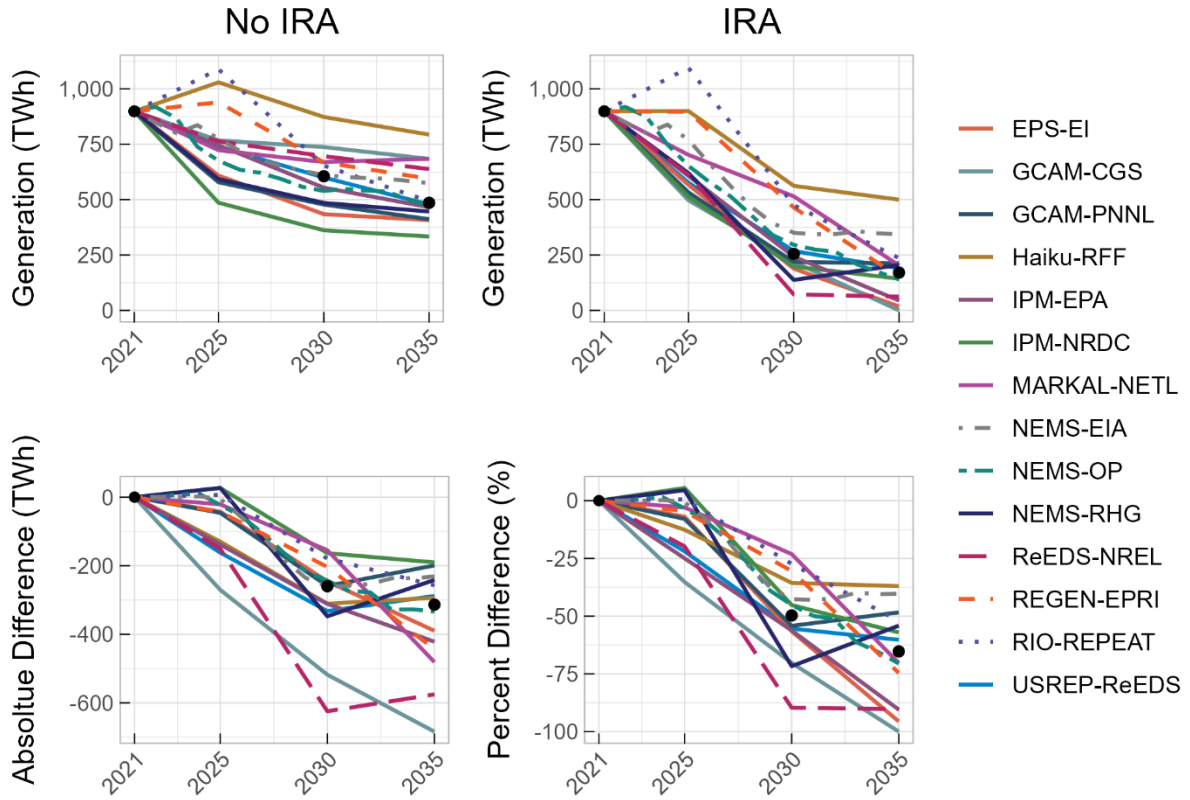 No IRA
IRA
Generation (TWh)
1,000
750
500
250
0
2021
2025
2030
2035
Generation (TWh)
1,000
750
500
250
0
2021
2025
2030
2035
Absoltue Difference (TWh)
0
-200
-400
-600
2021
2025
2030
2035
Percent Difference (%)
0
-25
-50
-75
-100
2021
2025
2030
2035
EPS-EI
GCAM-CGS
GCAM-PNNL
Haiku-RFF
IPM-EPA
IPM-NRDC
MARKAL-NETL
NEMS-EIA
NEMS-OP
NEMS-RHG
ReEDS-NREL
REGEN-EPRI
RIO-REPEAT
USREP-ReEDS